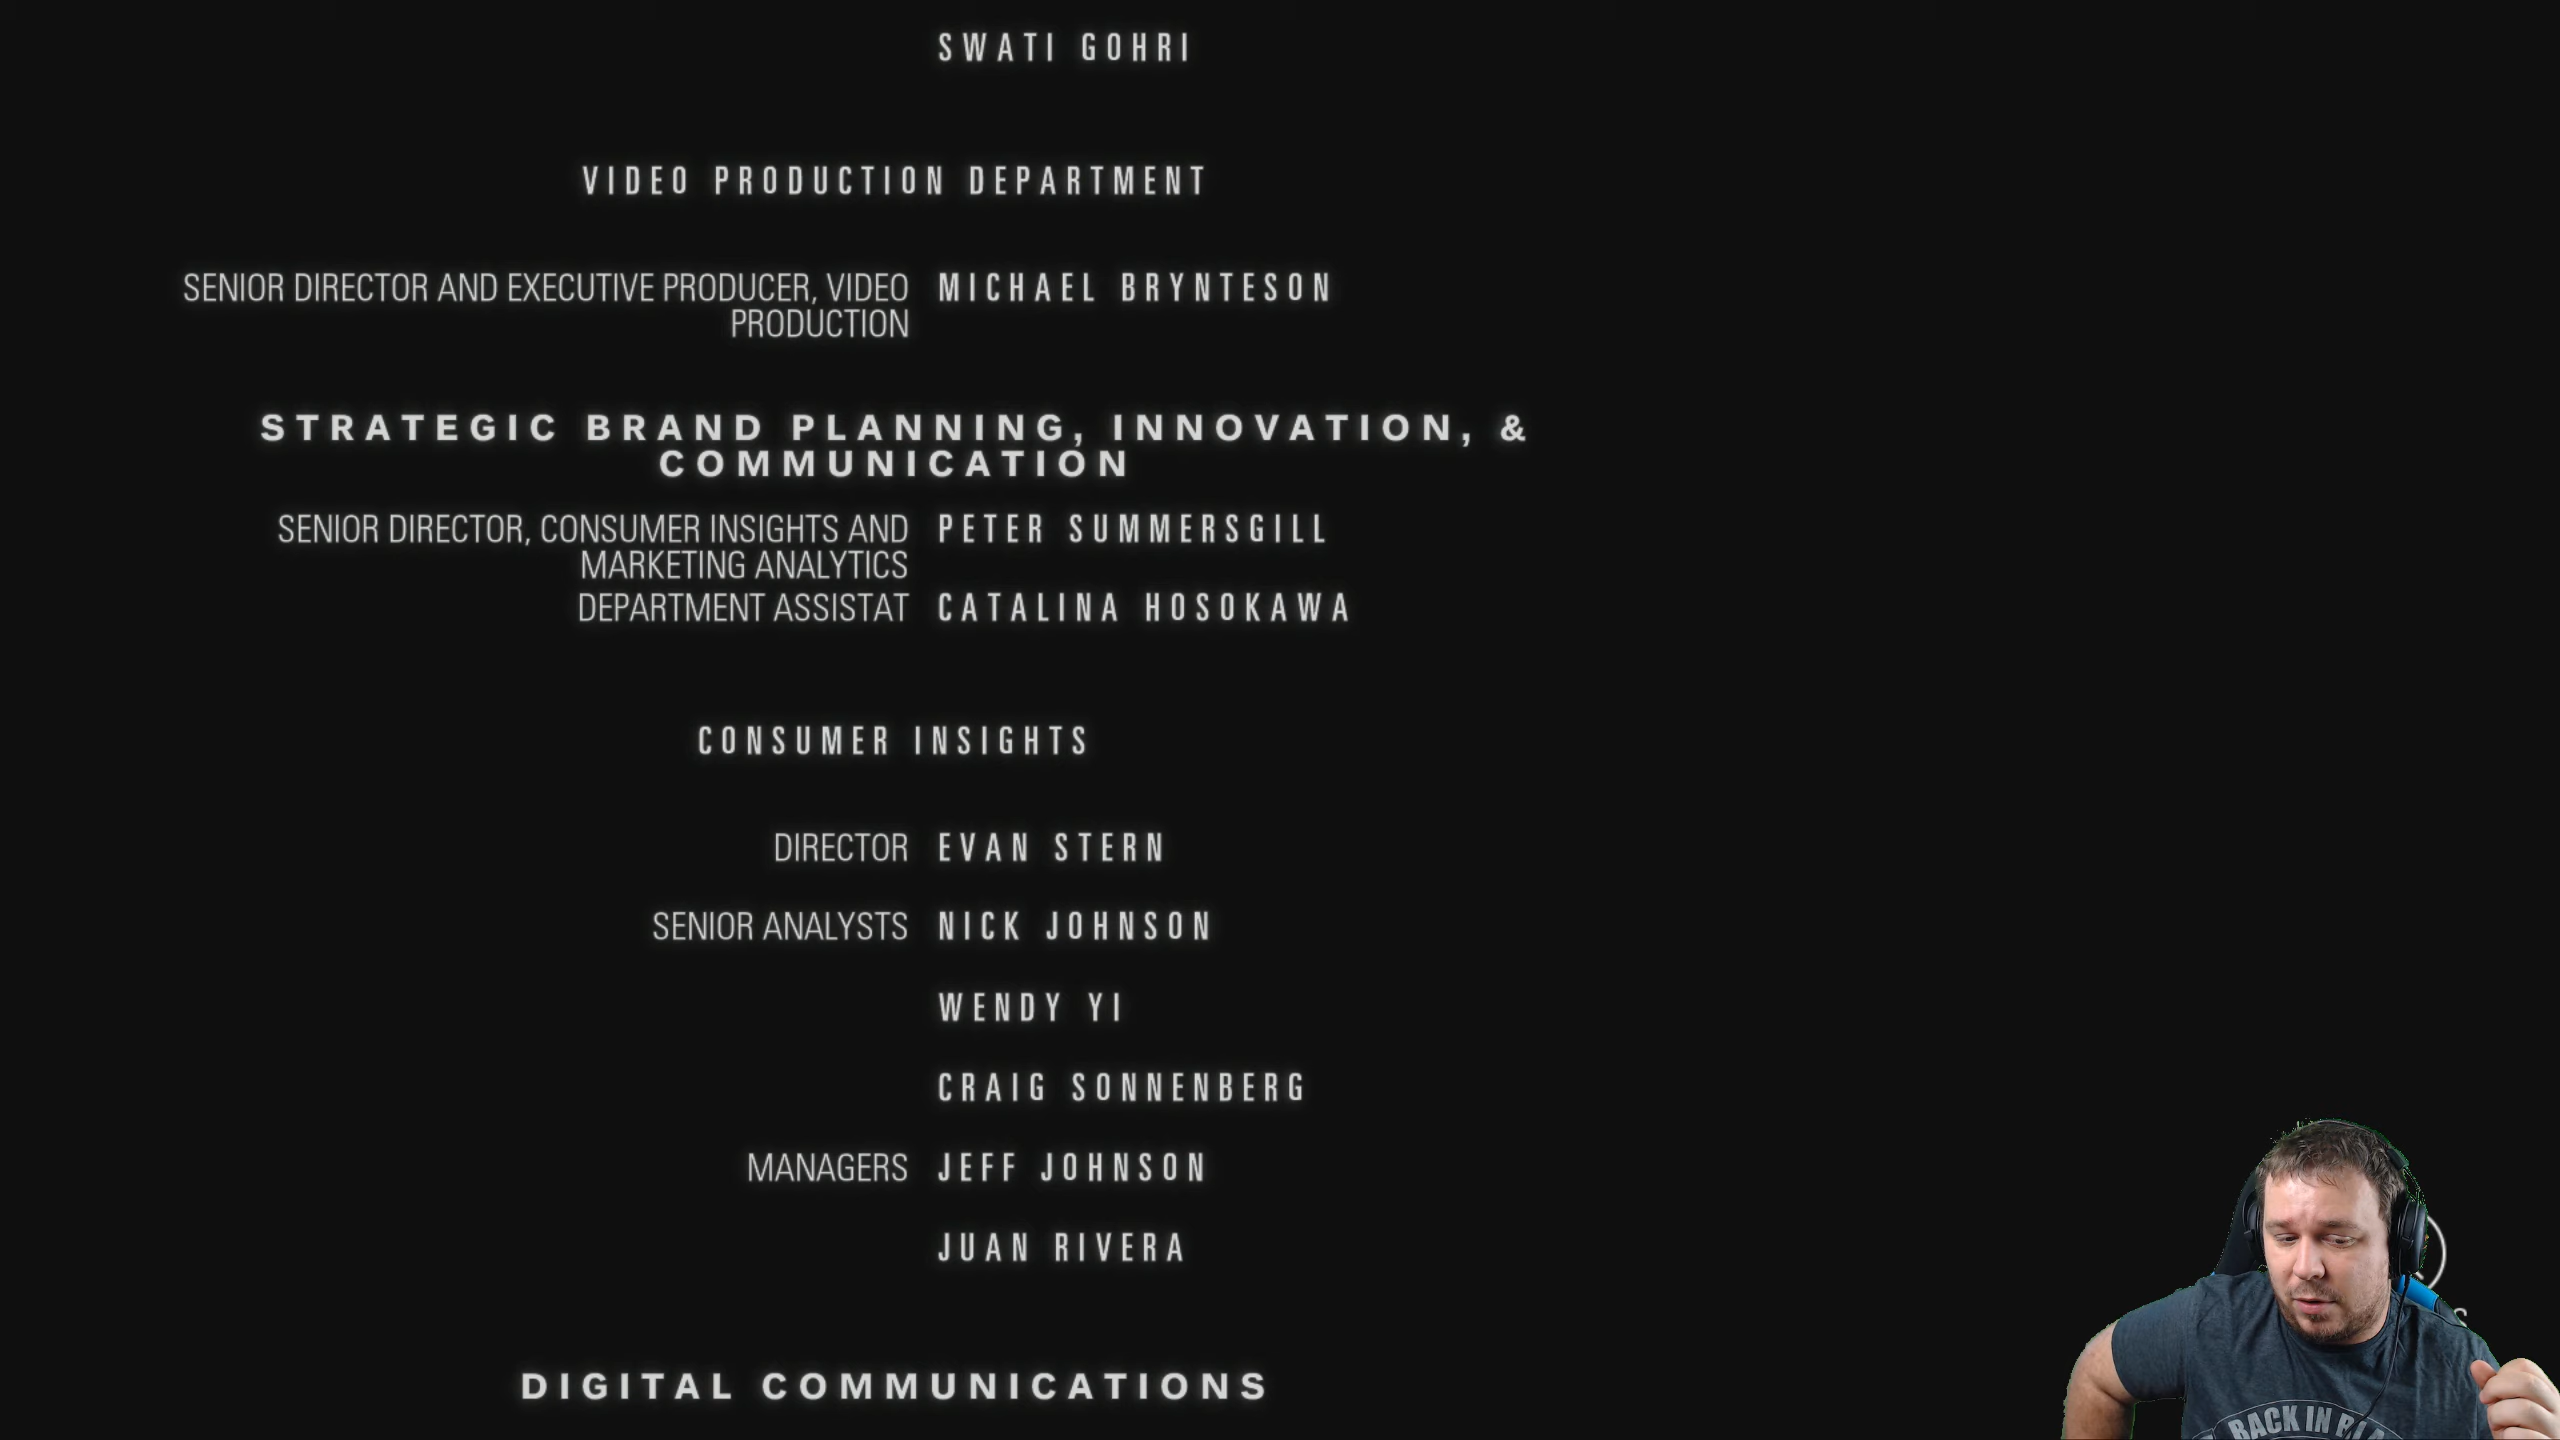 SWATI GOHRI
VIDEO PRODUCTION DEPARTMENT
SENIOR DIRECTOR AND EXECUTIVE PRODUCER, VIDEO MICHAEL BRYNTESON
PRODUCTION
STRATEGIC BRAND PLANNING, INNOVATION, &
COMMUNICATION
SENIOR DIRECTOR, CONSUMER INSIGHTS AND PETER SUMMERSGILL
MARKETING ANALYTICS
DEPARTMENT ASSISTAT CATALINA HOSOKAWA
CONSUMER INSIGHTS
DIRECTOR EVAN STERN
SENIOR ANALYSTS NICK JOHNSON
WENDY YI
CRAIG SONNENBERG
MANAGERS JEFF JOHNSON
JUAN RIVERA
DIGITAL COMMUNICATIONS
BACK IN